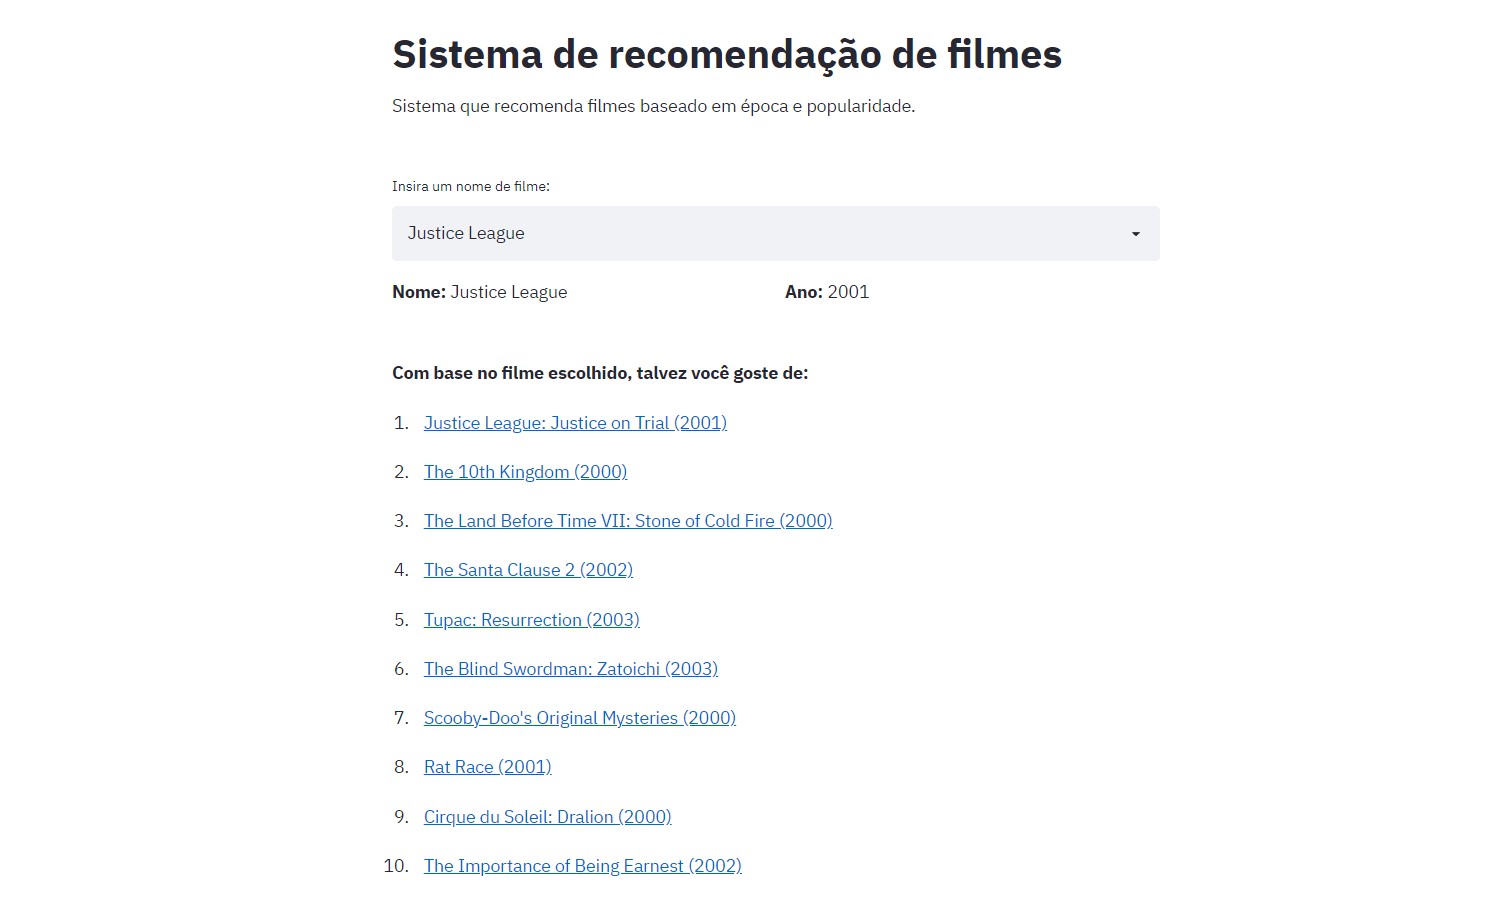 Sistema de recomendação de filmes
Sistema que recomenda filmes baseado em época e popularidade.
Insira um nome de filme:
Justice League
Nome: Justice League Ano: 2001
Com base no filme escolhido, talvez você goste de:
1. Justice League: Justice on Trial (2001)
2. The 10th Kingdom (2000)
3. The Land Before Time VII: Stone of Cold Fire (2000)
4. The Santa Clause 2 (2002)
5. Tupac: Resurrection (2003)
6. The Blind Swordman: Zatoichi (2003)
7. Scooby-Doo's Original Mysteries (2000)
8. Rat Race (2001)
9. Cirque du Soleil: Dralion (2000)
10. The Importance of Being Earnest (2002)